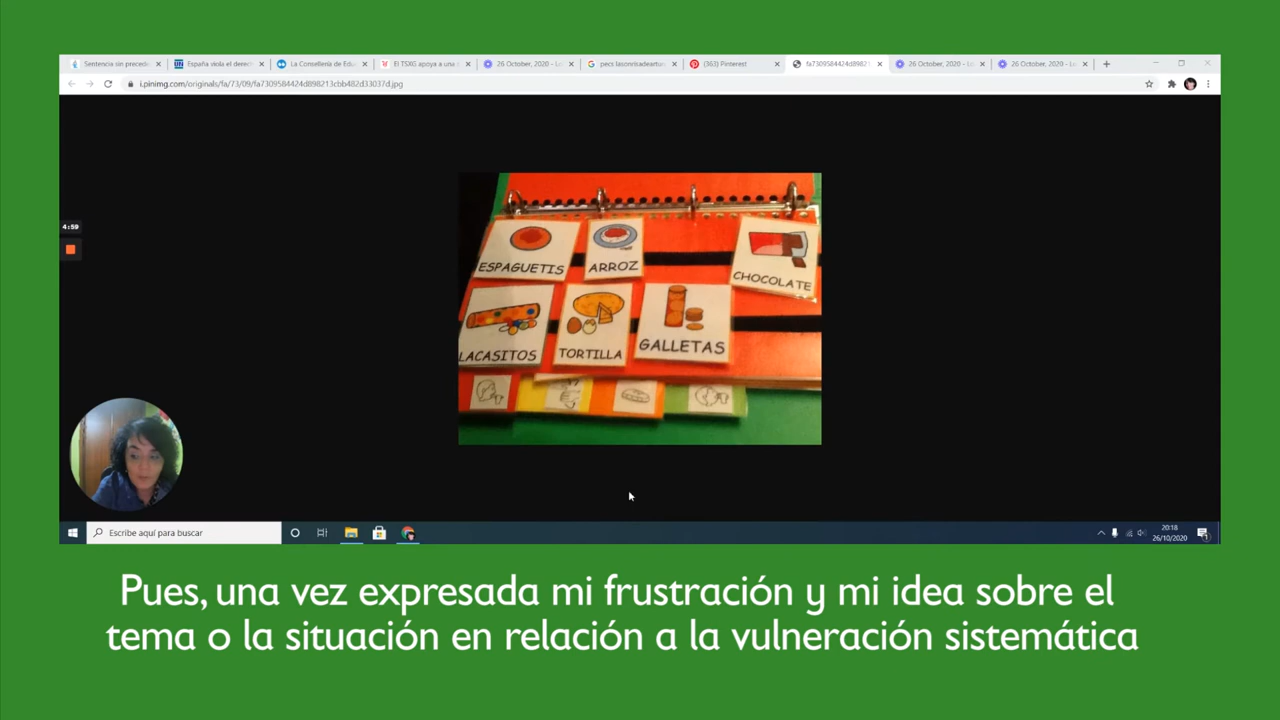 Sentencia sin precede
España viola el derech
La Consellería de Edu
El TSXG apoya a una
26 October, 2020 - Lo
pecs lasonrisadeartur
(363) Pinterest
fa7309584424d898213
26 October, 2020 - Lo
26 October, 2020 - Lo
i.pinimg.com/originals/fa/73/09/fa7309584424d898213cbb482d33037d.jpg
4:59
ESPAGUETIS
ARROZ
CHOCOLATE
LACASITOS
TORTILLA
GALLETAS
Escribe aquí para buscar
20:18
26/10/2020
Pues, una vez expresada mi frustración y mi idea sobre el
tema o la situación en relación a la vulneración sistemática